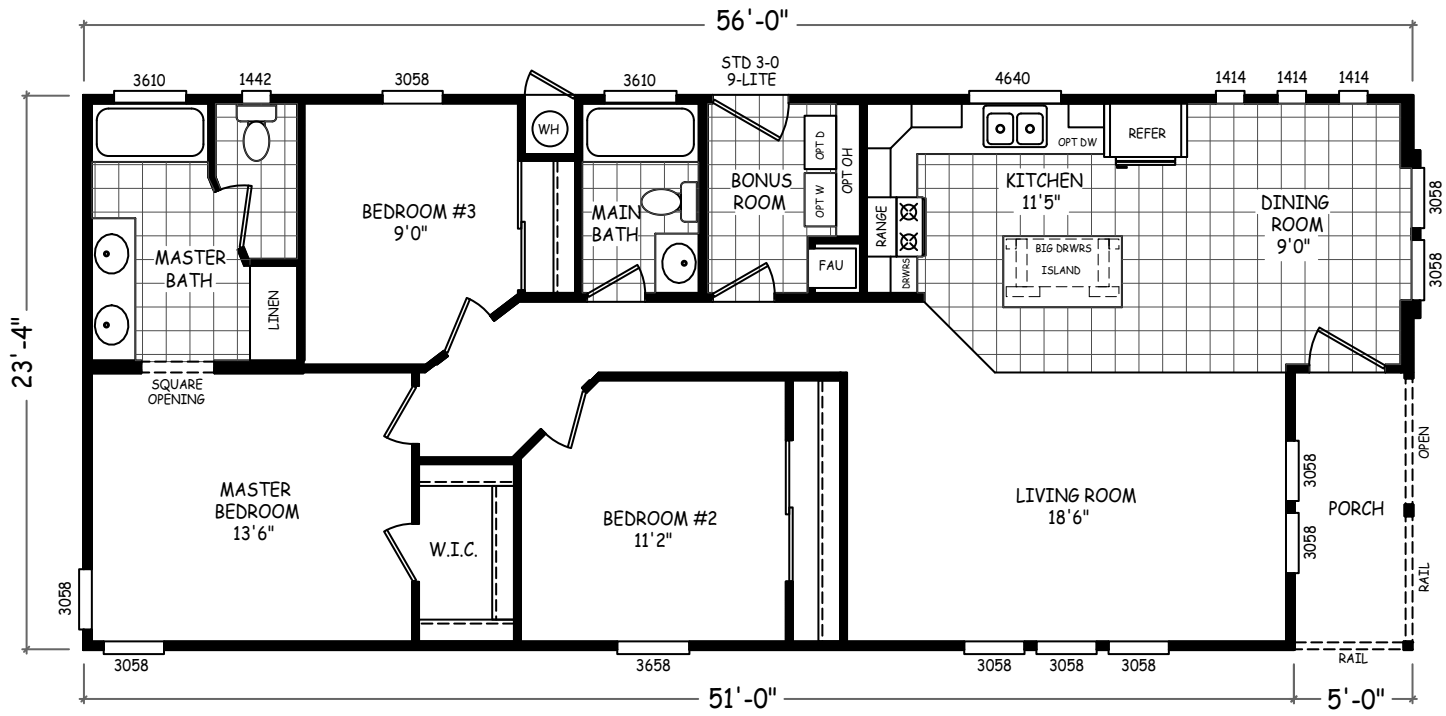 56'-0"
STD 3-0
9-LITE
3610
1442
3058
3610
4640
1414
1414
1414
WH
REFER
OPT DW
OPT D
OPT OH
OPT W
BONUS
ROOM
KITCHEN
11'5"
3058
BEDROOM #3
9'0"
MAIN
BATH
RANGE
DINING
ROOM
9'0"
BIG DRWRS
ISLAND
MASTER
BATH
FAU
DRWRS
3058
LINEN
23'-4"
SQUARE
OPENING
OPEN
3058
MASTER
BEDROOM
13'6"
LIVING ROOM
18'6"
PORCH
BEDROOM #2
11'2"
W.I.C.
3058
RAIL
3058
3058
3658
3058
3058
3058
RAIL
51'-0"
5'-0"